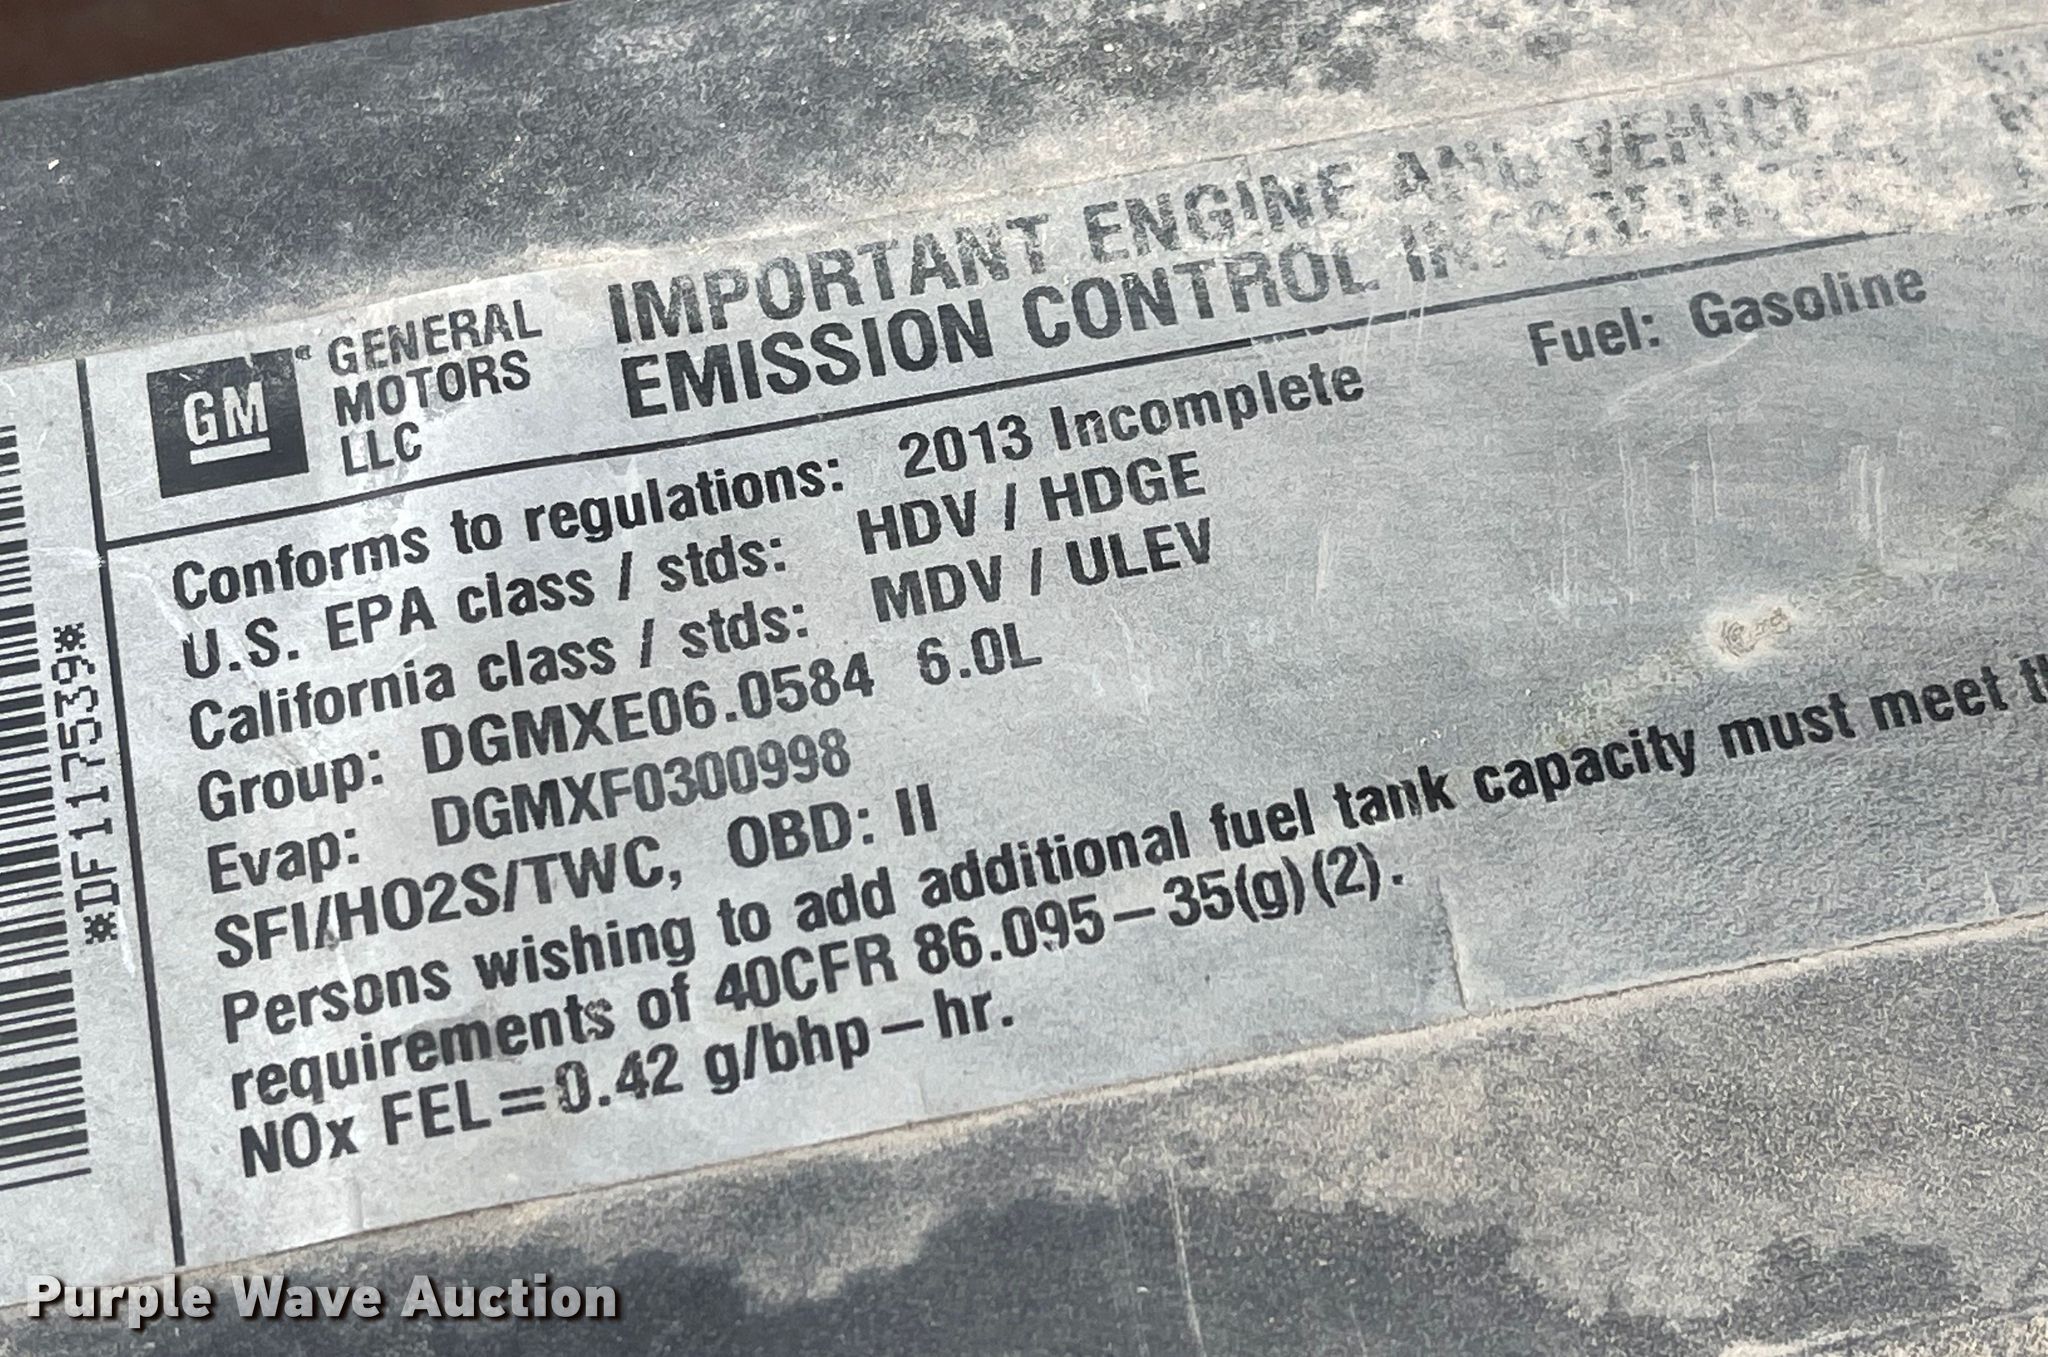 GM
GENERAL
MOTORS
LLC
IMPORTANT ENGINE AND VEHICLE
EMISSION CONTROL
Conforms to regulations: 2013 Incomplete
Fuel: Gasoline
U.S. EPA class / stds: HDV / HDGE
California class / stds: MDV / ULEV
Group: DGMXE06.0584 6.0L
Evap: DGMXF0300998
SFI/HO2S/TWC, OBD: II
Persons wishing to add additional fuel tank capacity must meet
requirements of 40CFR 86.095-35(g)(2).
NOx FEL=0.42 g/bhp-hr.
*DF117539*
Purple Wave Auction